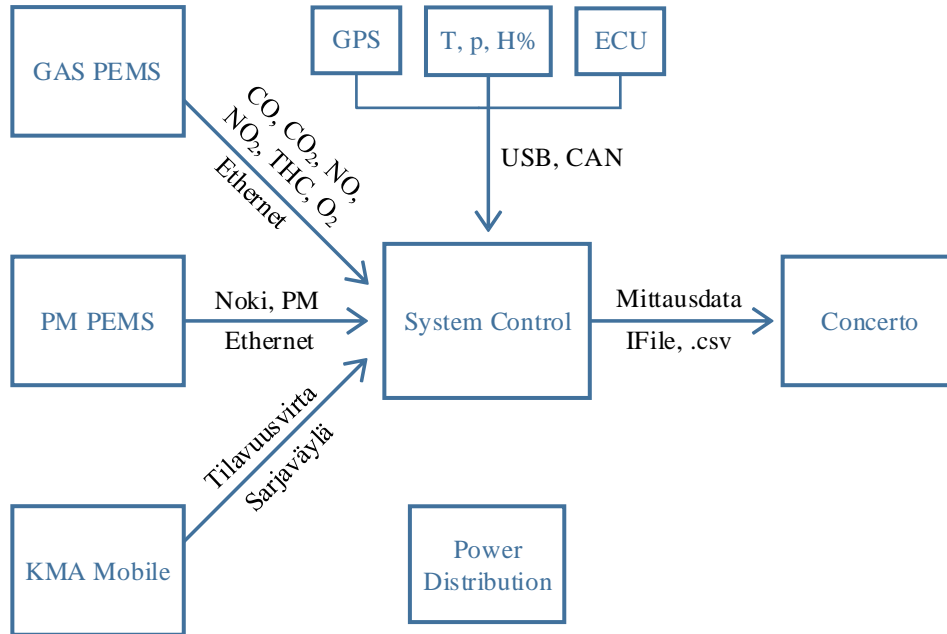 GPS
T, p, H%
ECU
GAS PEMS
CO, CO₂, NO,
NO₂, THC, O₂
Ethernet
USB, CAN
PM PEMS
Noki, PM
Ethernet
System Control
Mittausdata
IFile, .csv
Concerto
Tilavuusvirta
Sarjaväylä
KMA Mobile
Power
Distribution